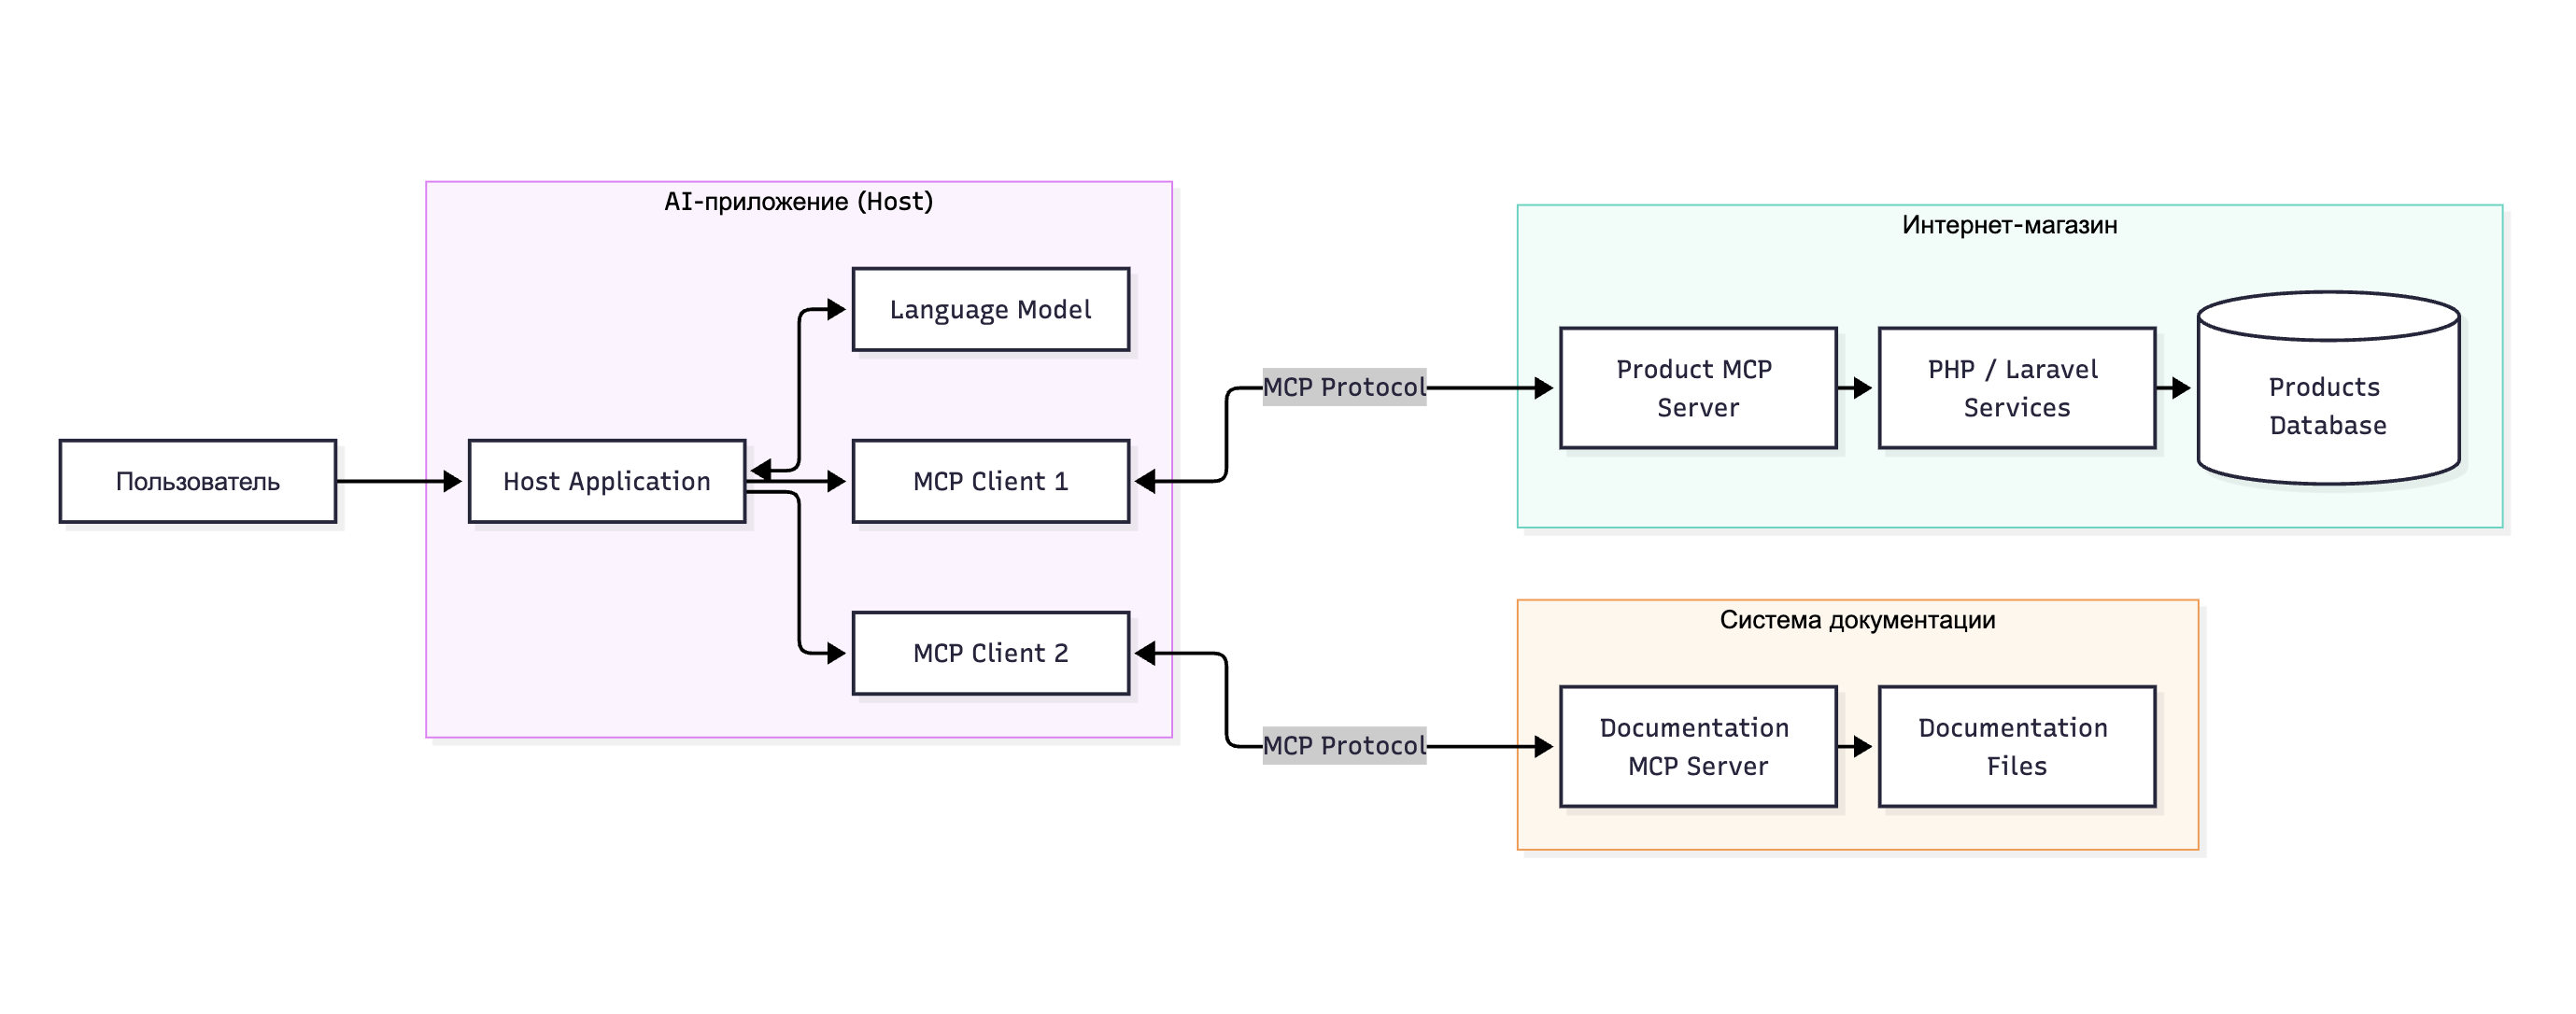 AI-приложение (Host)
Language Model
Пользователь
Host Application
MCP Client 1
MCP Client 2
MCP Protocol
MCP Protocol
Интернет-магазин
Product MCP
Server
PHP / Laravel
Services
Products
Database
Система документации
Documentation
MCP Server
Documentation
Files